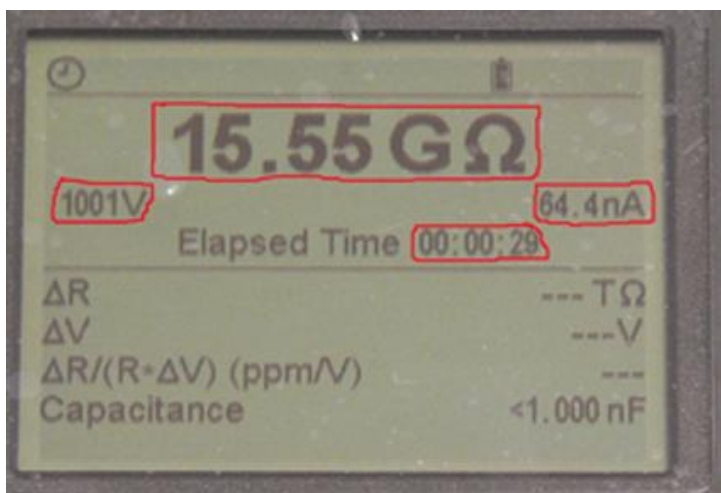 15.55 GΩ
1001V 64.4nA
Elapsed Time 00:00:29
ΔR --- TΩ
ΔV ---V
ΔR/(R*ΔV) (ppm/V) ---
Capacitance <1.000 nF